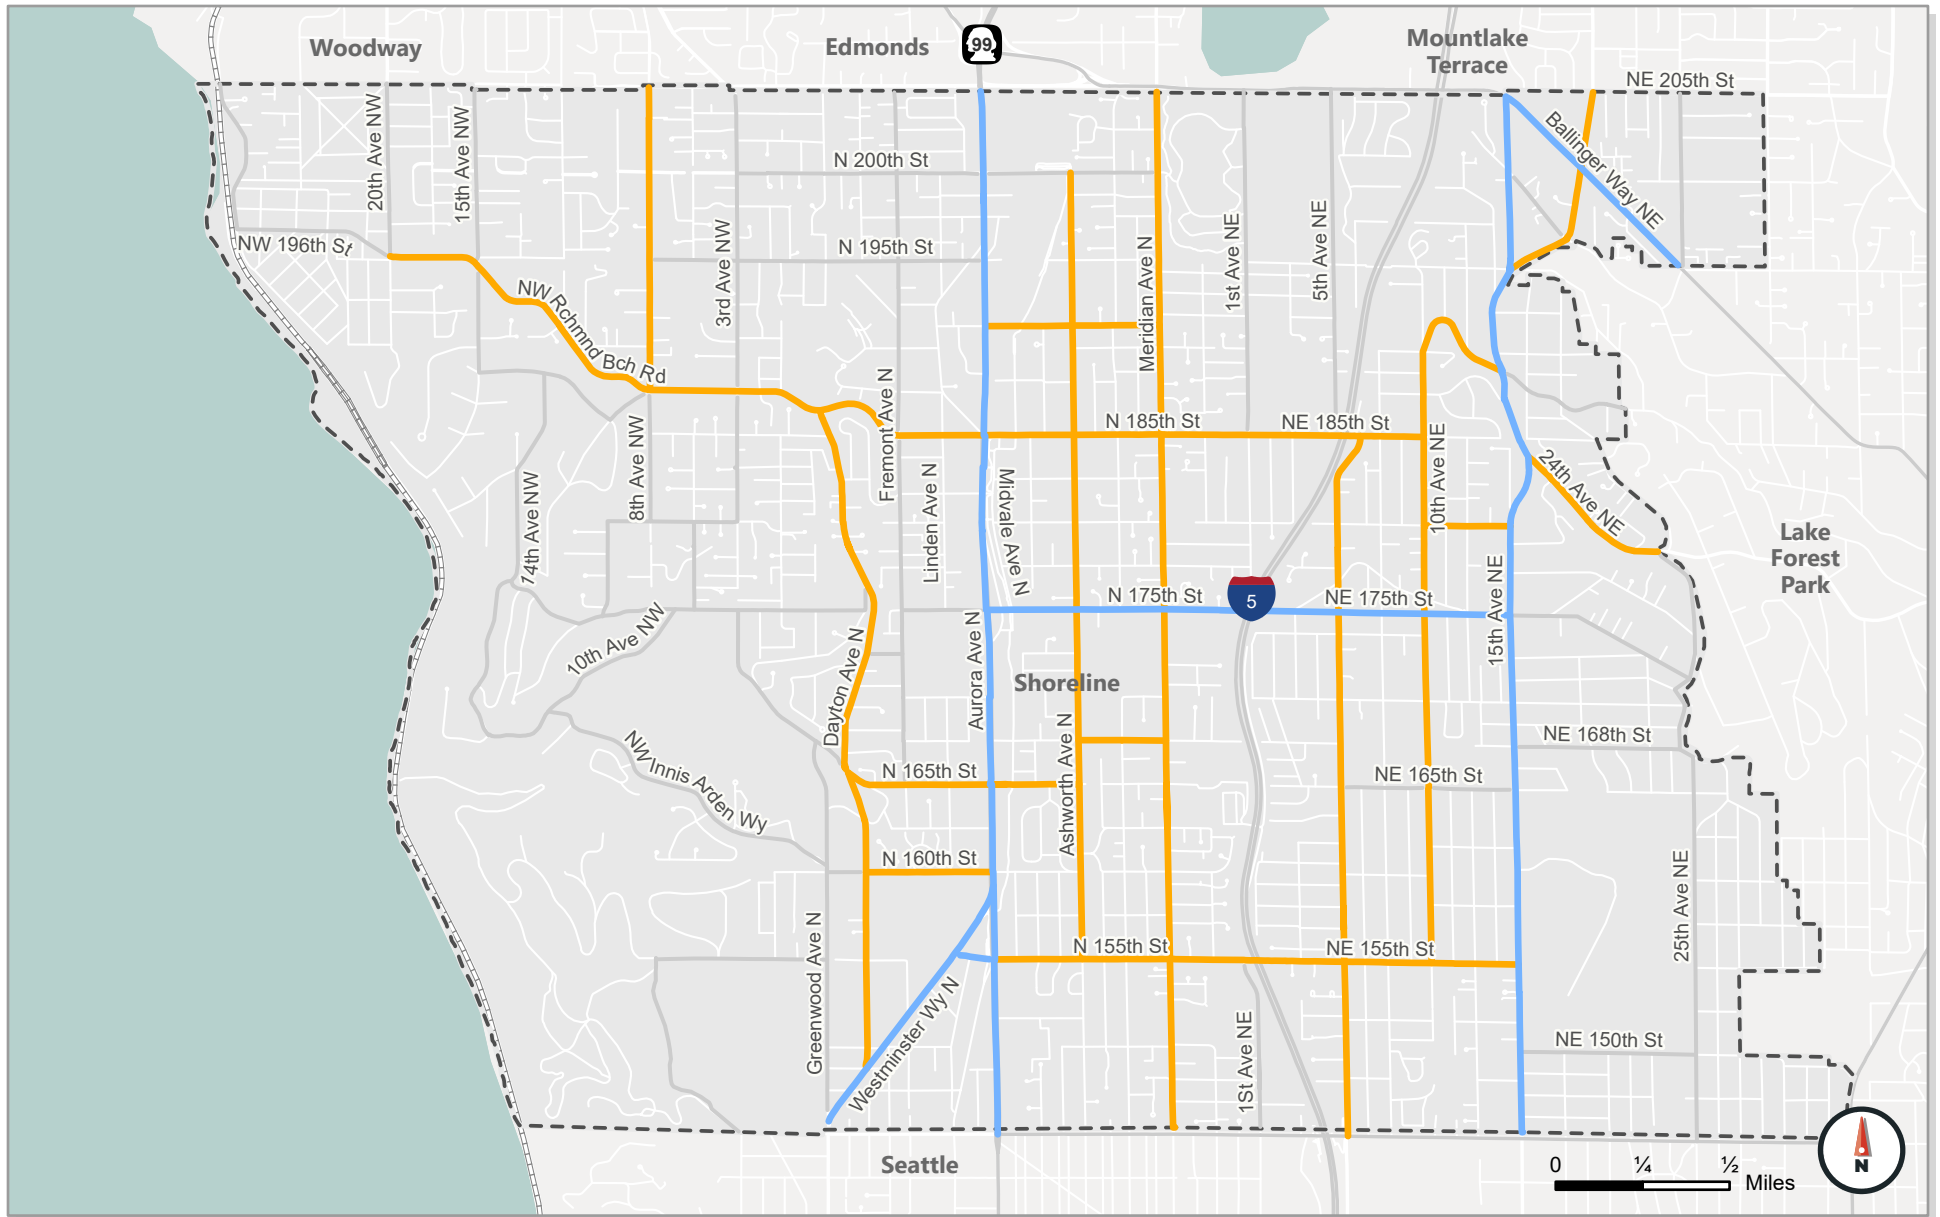 Woodway
Edmonds
99
Mountlake
Terrace
NE 205th St
20th Ave NW
15th Ave NW
N 200th St
Ballinger Way NE
NW 196th St
N 195th St
3rd Ave NW
Meridian Ave N
1st Ave NE
5th Ave NE
NW Rchmnd Bch Rd
Fremont Ave N
N 185th St
NE 185th St
8th Ave NW
14th Ave NW
Linden Ave N
Midvale Ave N
10th Ave NE
24th Ave NE
Lake
Forest
Park
N 175th St
5
NE 175th St
15th Ave NE
10th Ave NW
Dayton Ave N
Aurora Ave N
Shoreline
Ashworth Ave N
NW Innis Arden Wy
N 165th St
NE 168th St
NE 165th St
N 160th St
25th Ave NE
Greenwood Ave N
N 155th St
NE 155th St
Westminster Wy N
1St Ave NE
NE 150th St
Seattle
0
¼
½
Miles
N